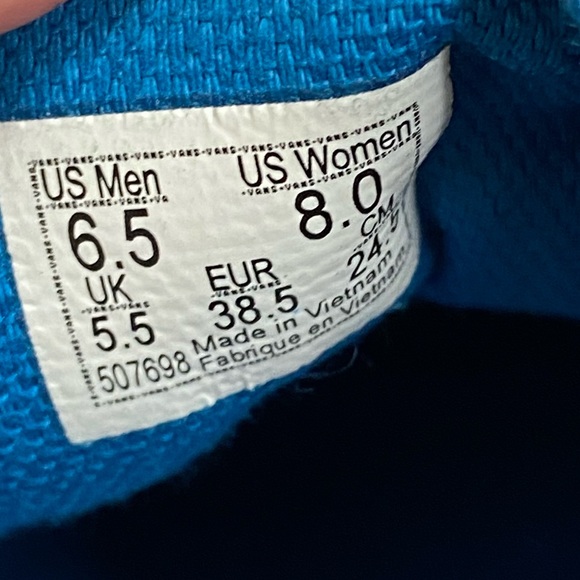 US Men US Women
6.5 8.0
UK EUR CM
5.5 38.5 24.5
507698 Made in Vietnam
Fabrique en Vietnam